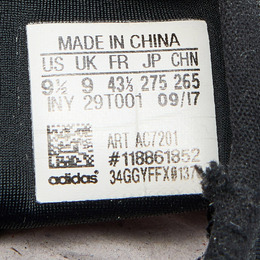 MADE IN CHINA
US UK FR JP CHN
9½ 9 43⅓ 275 265
INY 29T001 09/17
ART AC7201
#118861852
adidas 34GGYFFX0137